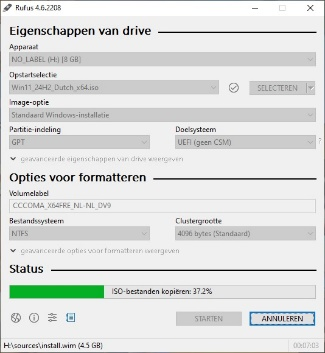 Rufus 4.6.2208
Eigenschappen van drive
Apparaat
NO_LABEL (H:) [8 GB]
Opstartselectie
Win11_24H2_Dutch_x64.iso
SELECTEREN
Image-optie
Standaard Windows-installatie
Partitie-indeling
Doelsysteem
GPT
UEFI (geen CSM)
?
geavanceerde eigenschappen van drive weergeven
Opties voor formatteren
Volumelabel
CCCOMA_X64FRE_NL-NL_DV9
Bestandssysteem
Clustergrootte
NTFS
4096 bytes (Standaard)
geavanceerde opties voor formatteren weergeven
Status
ISO-bestanden kopiëren: 37.2%
STARTEN
ANNULEREN
H:\sources\install.wim (4.5 GB)
00:07:03